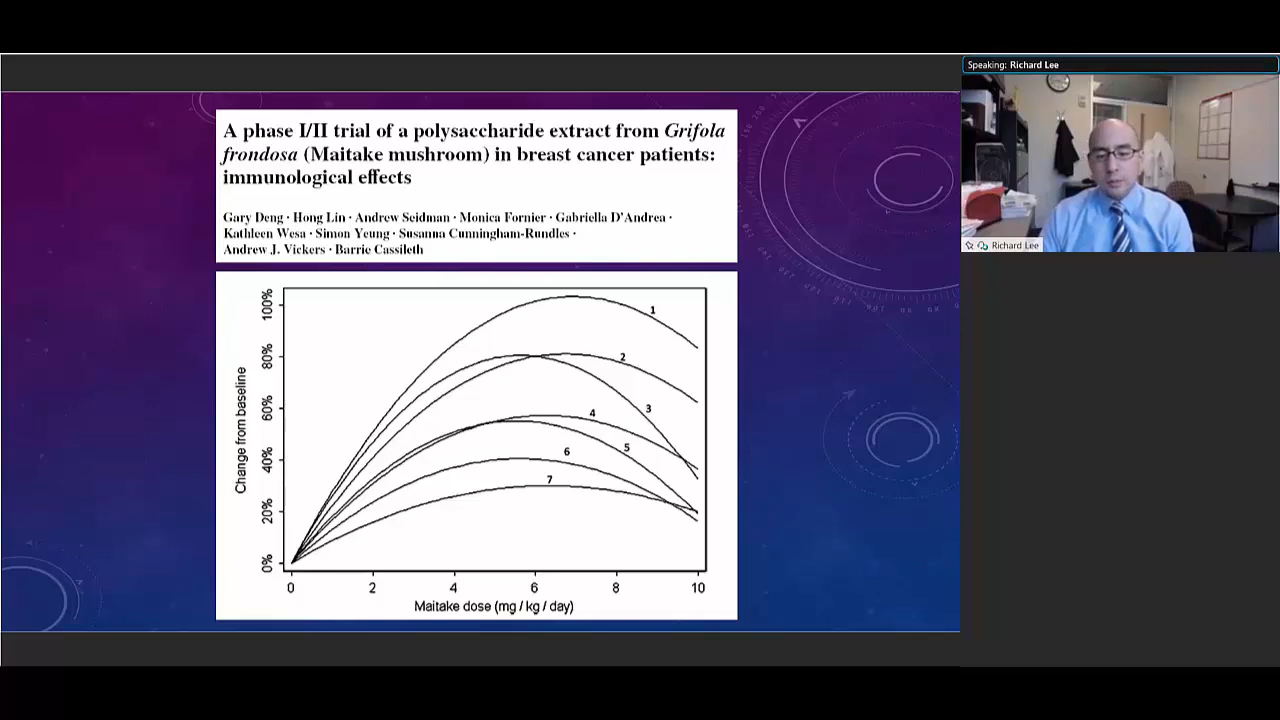 A phase I/II trial of a polysaccharide extract from Grifola
frondosa (Maitake mushroom) in breast cancer patients:
immunological effects
Gary Deng · Hong Lin · Andrew Seidman · Monica Fornier · Gabriella D'Andrea ·
Kathleen Wesa · Simon Yeung · Susanna Cunningham-Rundles ·
Andrew J. Vickers · Barrie Cassileth
Change from baseline
100%
80%
60%
40%
20%
0%
1
2
3
4
5
6
7
0 2 4 6 8 10
Maitake dose (mg / kg / day)
Speaking: Richard Lee
Richard Lee